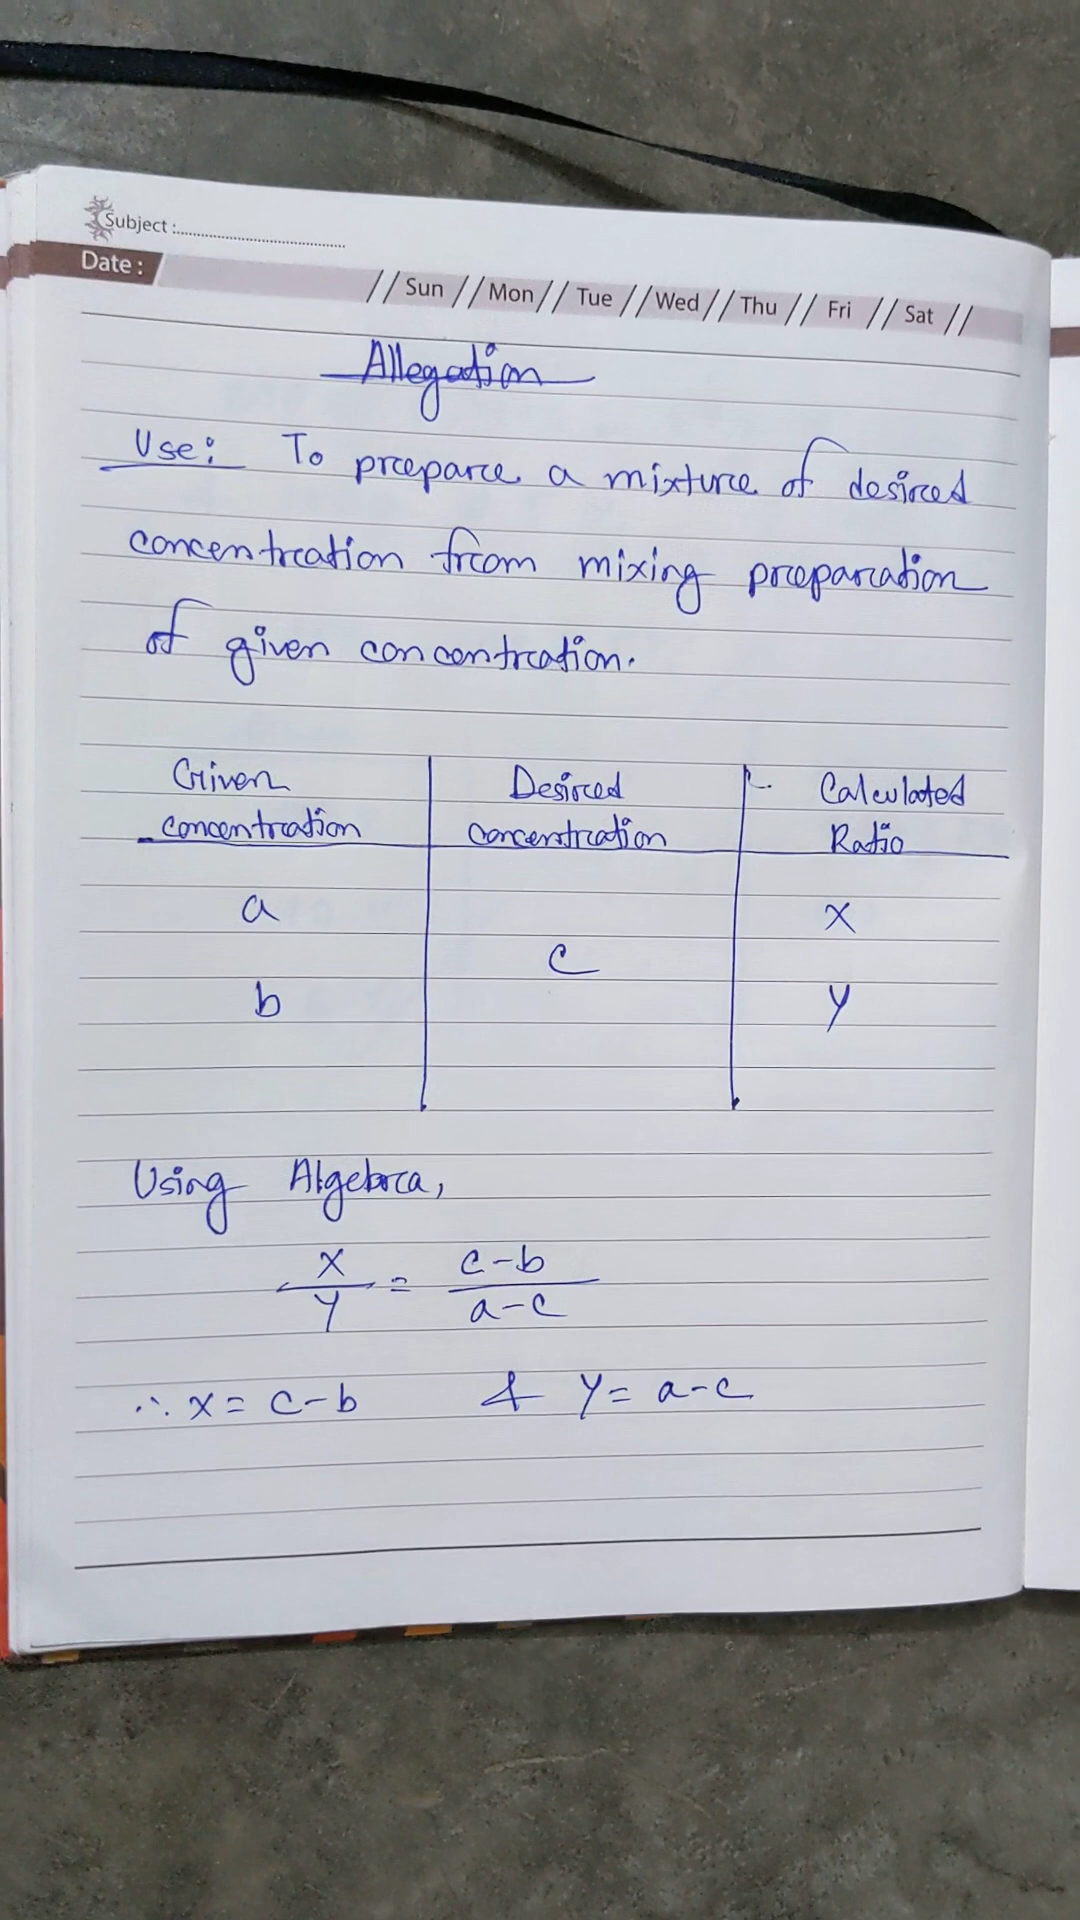 Subject :
Date :
// Sun // Mon // Tue // Wed // Thu // Fri // Sat //
Allegation
Use: To prepare a mixture of desired
concentration from mixing preparation
of given concentration.
Given Desired Calculated
concentration concentration Ratio
a x
c
b y
Using Algebra,
x/y = c-b/a-c
∴ x = c-b & y = a-c